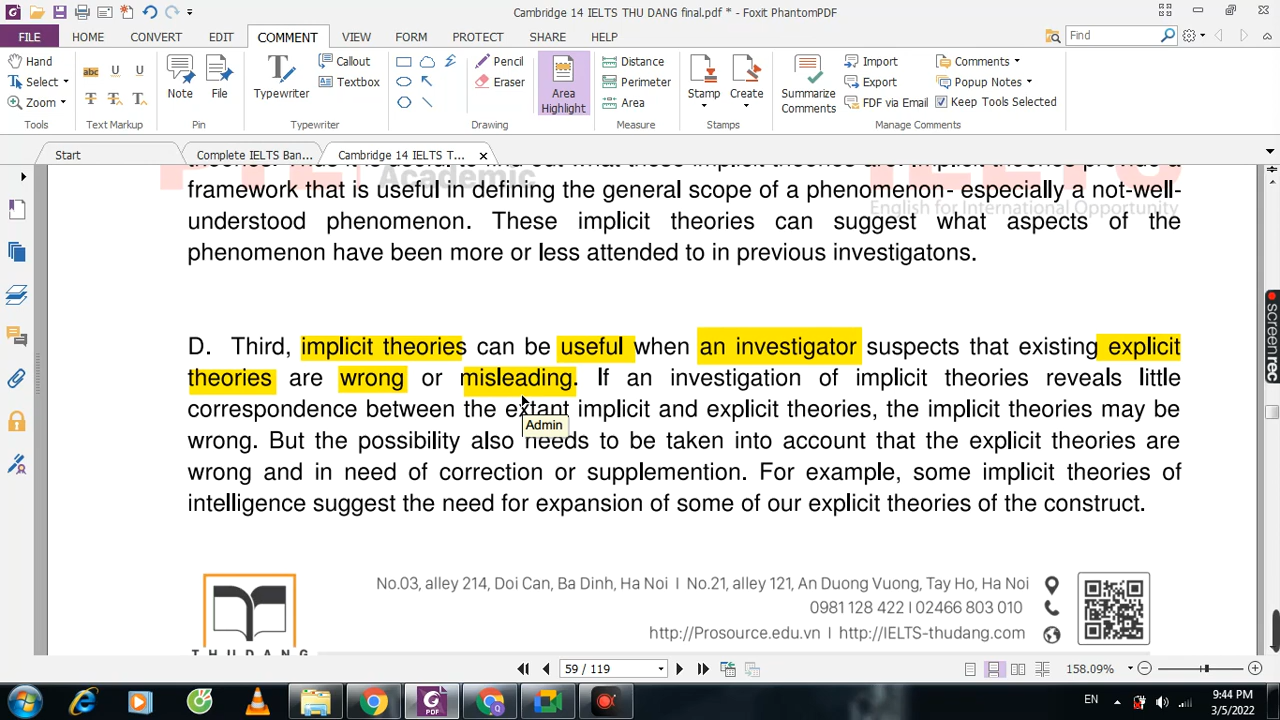 Cambridge 14 IELTS THU DANG final.pdf * - Foxit PhantomPDF
FILE HOME CONVERT EDIT COMMENT VIEW FORM PROTECT SHARE HELP Find
Hand
Select
Zoom
Tools
abc U U
T T T
Text Markup
Note File
Pin
Typewriter
Callout
Textbox
Typewriter
Pencil
Eraser
Drawing
Area Highlight
Distance
Perimeter
Area
Measure
Stamp Create
Stamps
Summarize Comments
Import
Export
FDF via Email
Comments
Popup Notes
Keep Tools Selected
Manage Comments
Start Complete IELTS Ban... Cambridge 14 IELTS T...
Academic
English for International Opportunity
framework that is useful in defining the general scope of a phenomenon- especially a not-well-
understood phenomenon. These implicit theories can suggest what aspects of the
phenomenon have been more or less attended to in previous investigatons.
D. Third, implicit theories can be useful when an investigator suspects that existing explicit
theories are wrong or misleading. If an investigation of implicit theories reveals little
correspondence between the extant implicit and explicit theories, the implicit theories may be
wrong. But the possibility also needs to be taken into account that the explicit theories are
wrong and in need of correction or supplemention. For example, some implicit theories of
intelligence suggest the need for expansion of some of our explicit theories of the construct.
Admin
No.03, alley 214, Doi Can, Ba Dinh, Ha Noi I No.21, alley 121, An Duong Vuong, Tay Ho, Ha Noi
0981 128 422 I 02466 803 010
http://Prosource.edu.vn I http://IELTS-thudang.com
THUDANG
59 / 119
158.09%
screenrec
EN
9:44 PM
3/5/2022